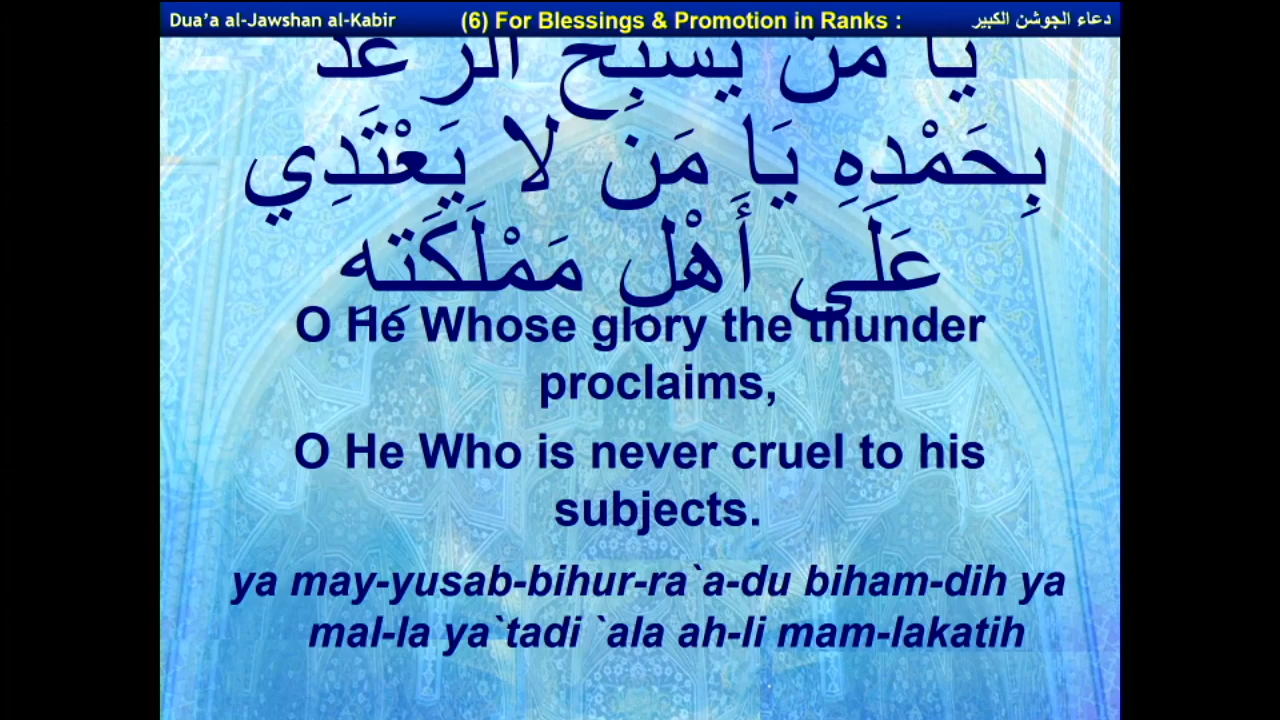 Dua’a al-Jawshan al-Kabir (6) For Blessings & Promotion in Ranks : دعاء الجوشن الكبير
يَا مَنْ يُسَبِّحُ الرَّعْدُ
بِحَمْدِهِ يَا مَن لا يَعْتَدِي
عَلَى أَهْلِ مَمْلَكَتِهِ
O He Whose glory the thunder
proclaims,
O He Who is never cruel to his
subjects.
ya may-yusab-bihur-ra`a-du biham-dih ya
mal-la ya`tadi `ala ah-li mam-lakatih